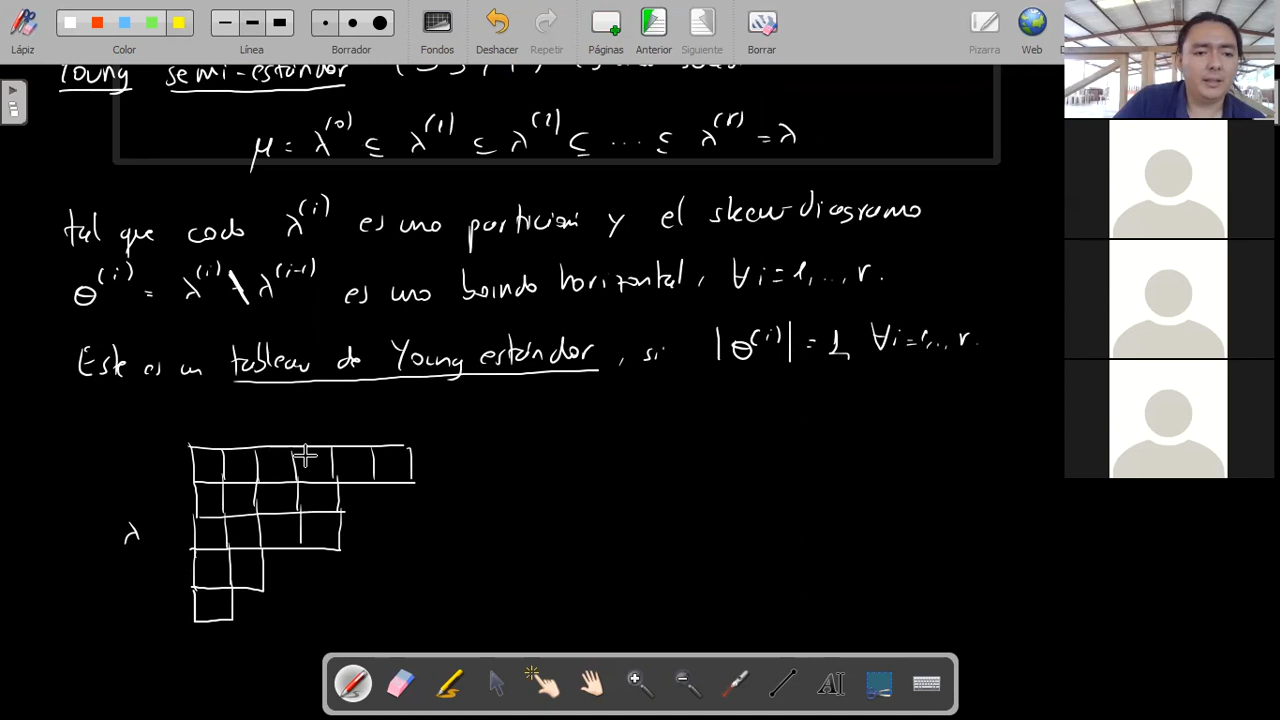 Lápiz Color Línea Borrador Fondos Deshacer Repetir Páginas Anterior Siguiente Borrar Pizarra Web
Young semi-estándar
μ = λ^(0) ⊆ λ^(1) ⊆ λ^(2) ⊆ ... ⊆ λ^(r) = λ
tal que cada λ^(i) es una partición y el skew-diagrama
θ^(i) = λ^(i) \ λ^(i-1) es una banda horizontal, ∀ i = 1, ..., r.
Este es un tableau de Young estándar, si |θ^(i)| = 1 ∀ i = 1, ..., r.
λ